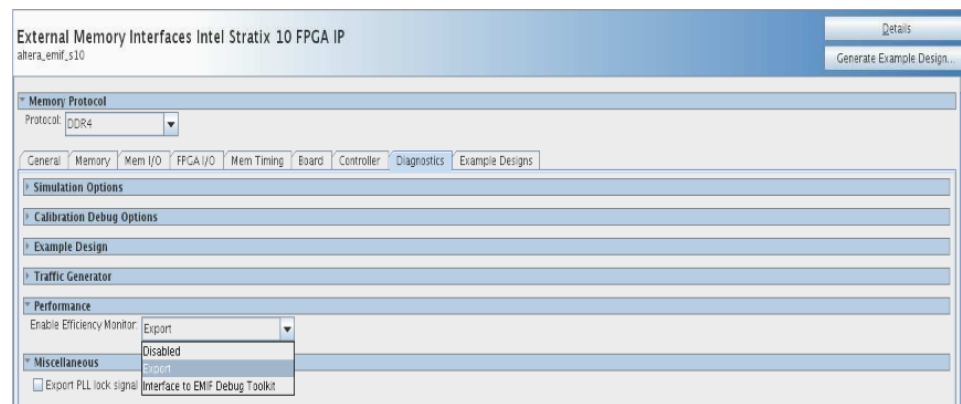 External Memory Interfaces Intel Stratix 10 FPGA IP
altera_emif_s10
Details
Generate Example Design...
Memory Protocol
Protocol: DDR4
General Memory Mem I/O FPGA I/O Mem Timing Board Controller Diagnostics Example Designs
Simulation Options
Calibration Debug Options
Example Design
Traffic Generator
Performance
Enable Efficiency Monitor: Export
Disabled
Export
Miscellaneous
Export PLL lock signal
Interface to EMIF Debug Toolkit